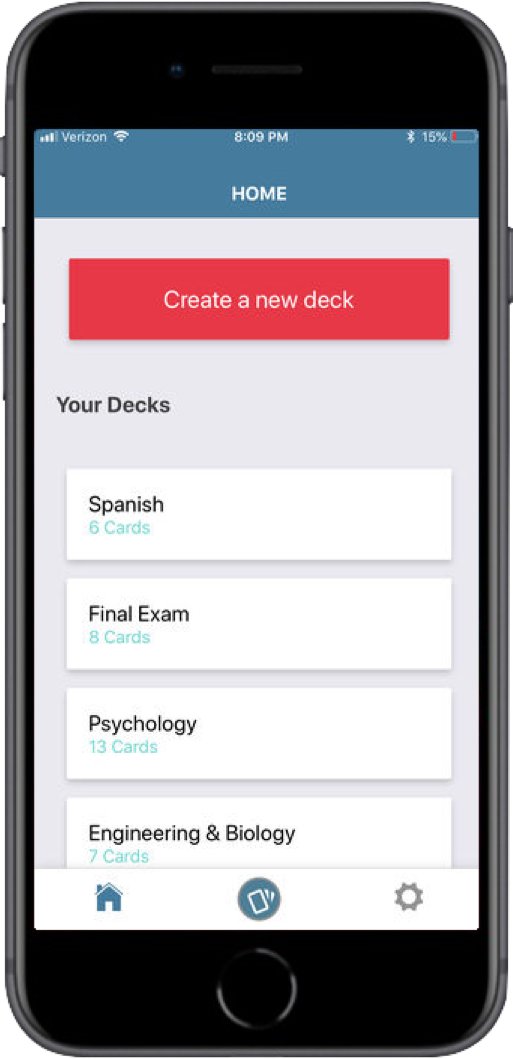 Verizon 8:09 PM 15%
HOME
Create a new deck
Your Decks
Spanish
6 Cards
Final Exam
8 Cards
Psychology
13 Cards
Engineering & Biology
7 Cards